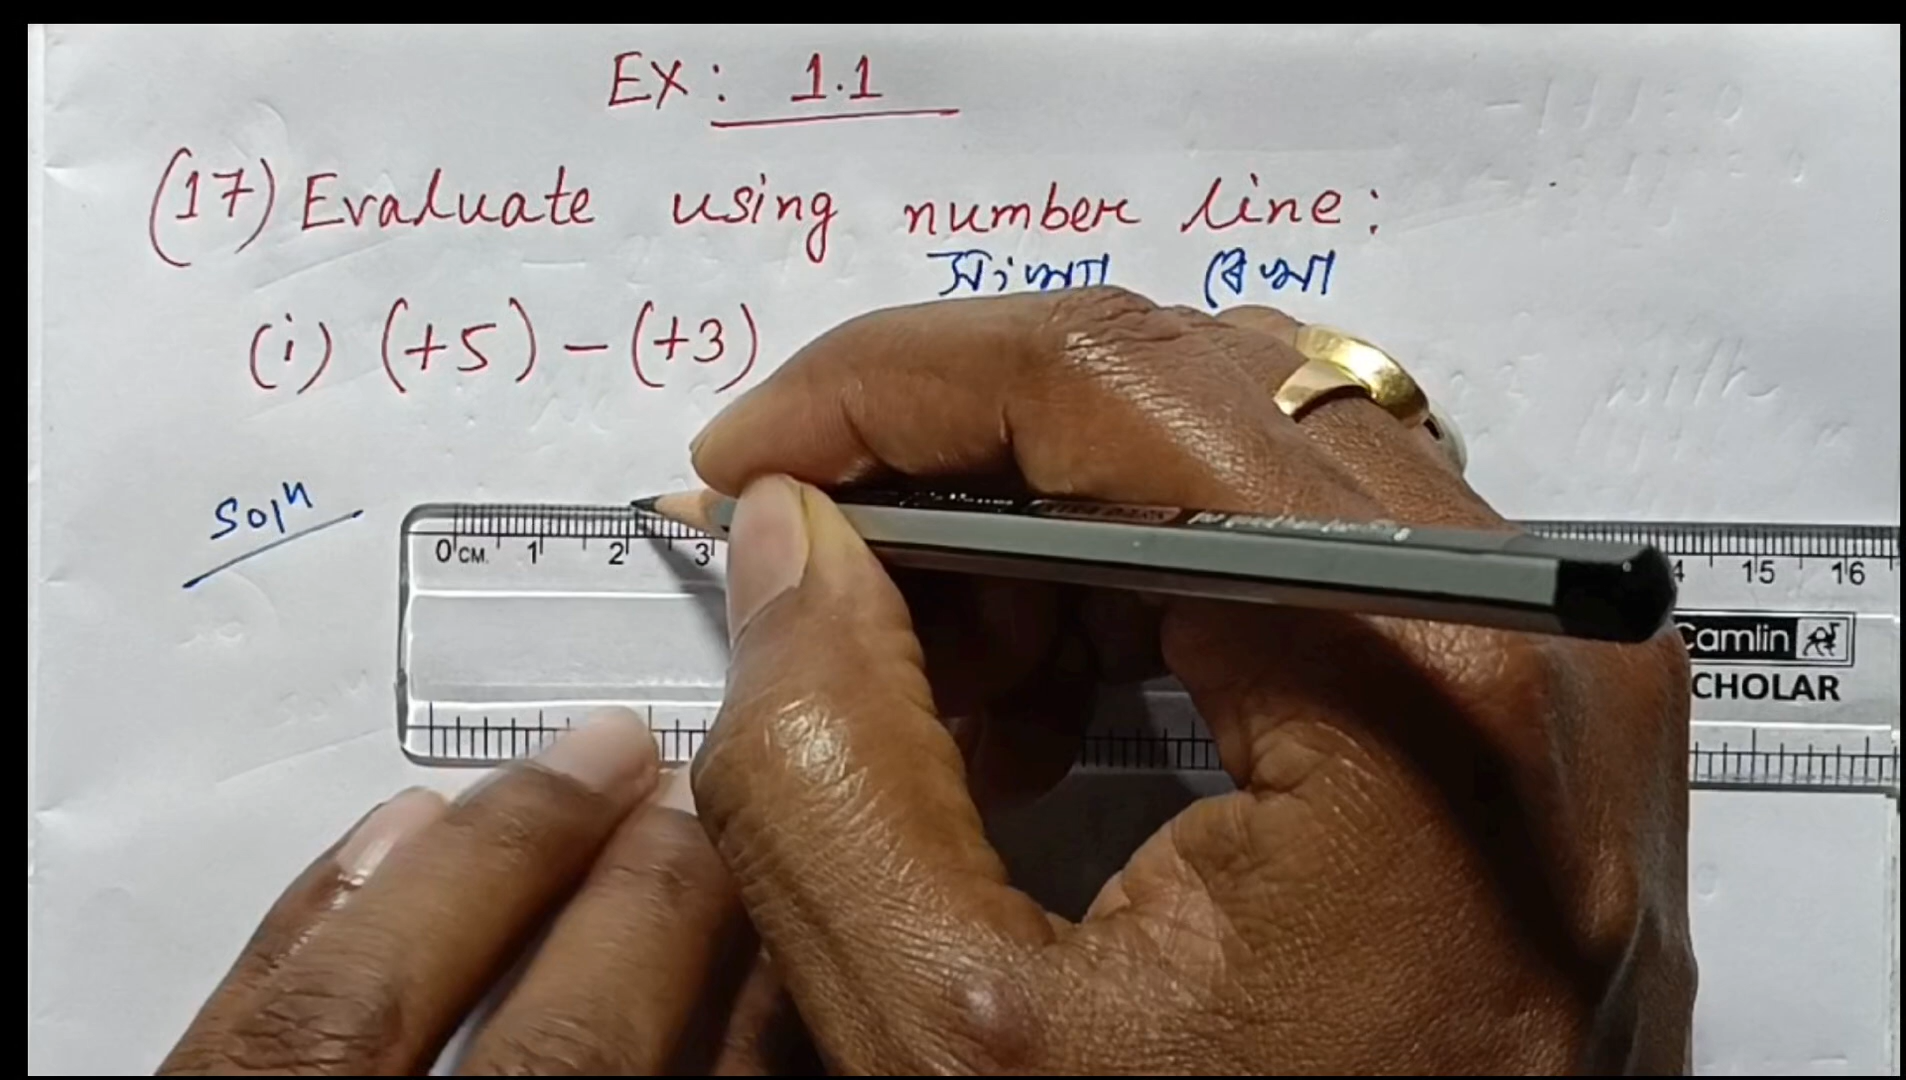 EX: 1.1
(17) Evaluate using number line:
সংখ্যা রেখা
(i) (+5) - (+3)
Solⁿ
0 CM. 1 2 3 15 16
Camlin
CHOLAR